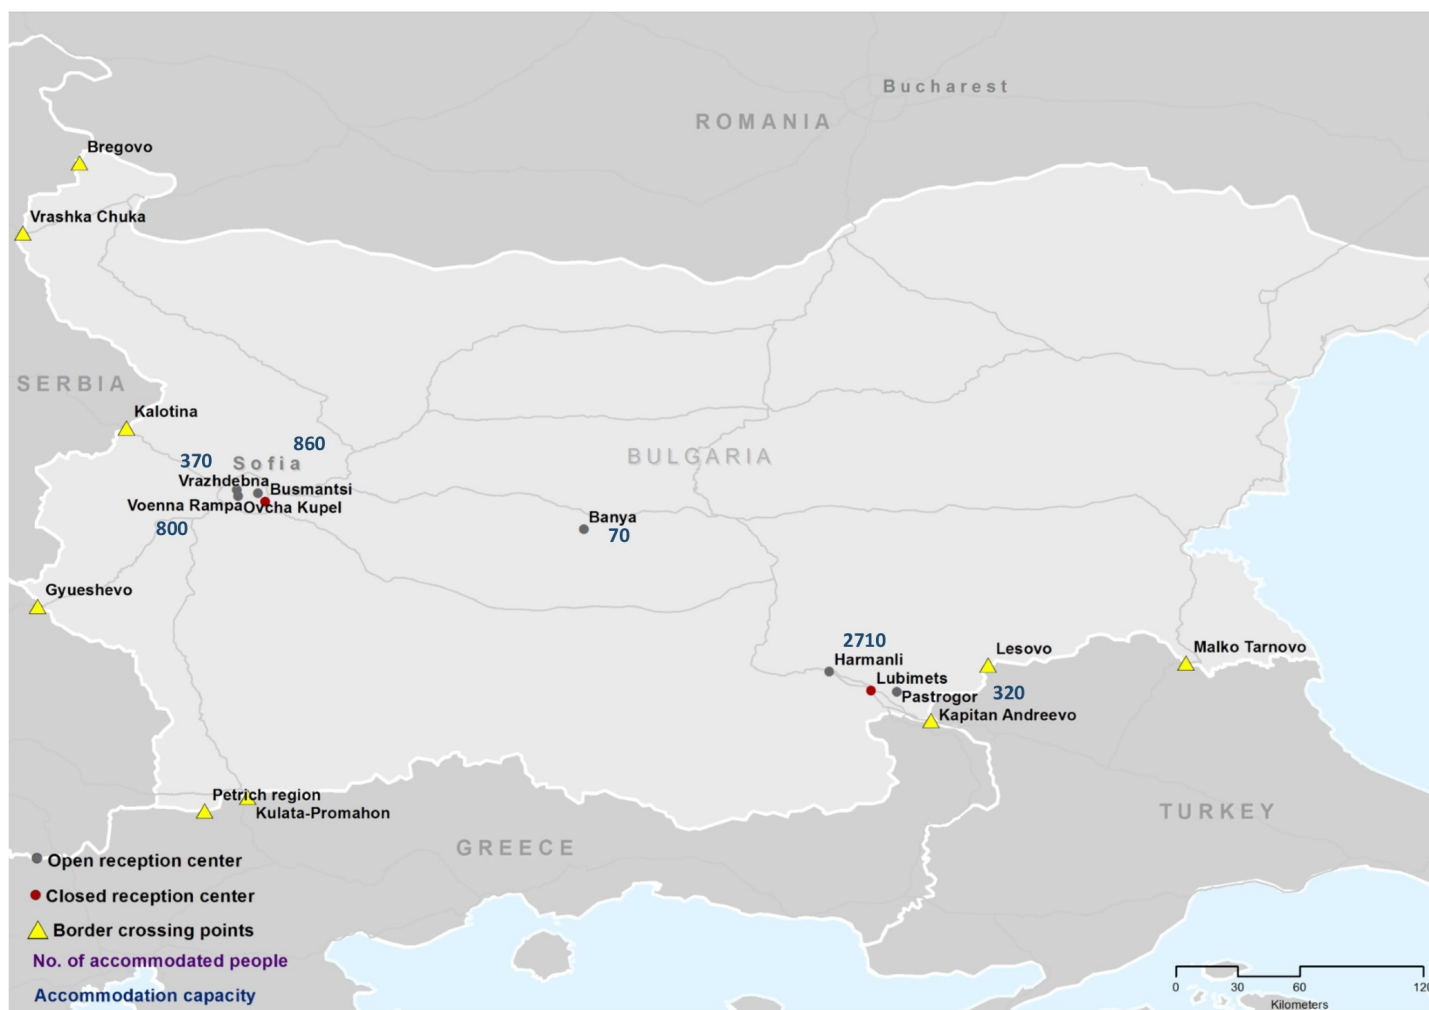 Bucharest
ROMANIA
Bregovo
Vrashka Chuka
SERBIA
Kalotina
860
370
Sofia
BULGARIA
Vrazhdebna
Busmantsi
Voenna Rampa
Ovcha Kupel
800
Banya
70
Gyueshevo
2710
Harmanli
Lesovo
Malko Tarnovo
Lubimets
Pastrogor
320
Kapitan Andreevo
Petrich region
Kulata-Promahon
TURKEY
GREECE
Open reception center
Closed reception center
Border crossing points
No. of accommodated people
Accommodation capacity
0 30 60 120
Kilometers